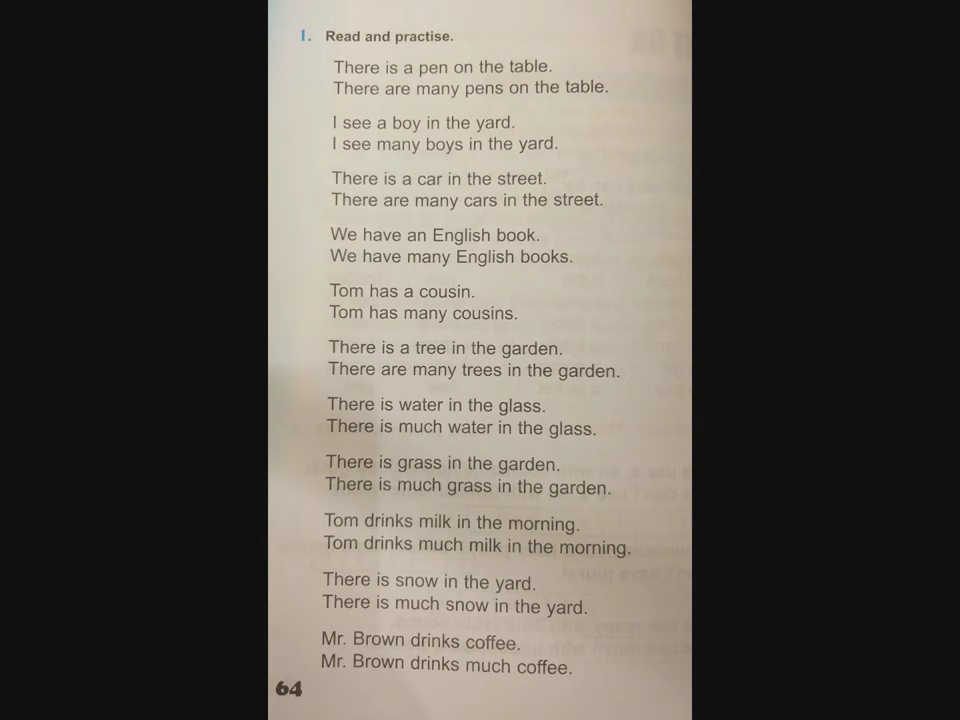 1. Read and practise.
There is a pen on the table.
There are many pens on the table.
I see a boy in the yard.
I see many boys in the yard.
There is a car in the street.
There are many cars in the street.
We have an English book.
We have many English books.
Tom has a cousin.
Tom has many cousins.
There is a tree in the garden.
There are many trees in the garden.
There is water in the glass.
There is much water in the glass.
There is grass in the garden.
There is much grass in the garden.
Tom drinks milk in the morning.
Tom drinks much milk in the morning.
There is snow in the yard.
There is much snow in the yard.
Mr. Brown drinks coffee.
Mr. Brown drinks much coffee.
64